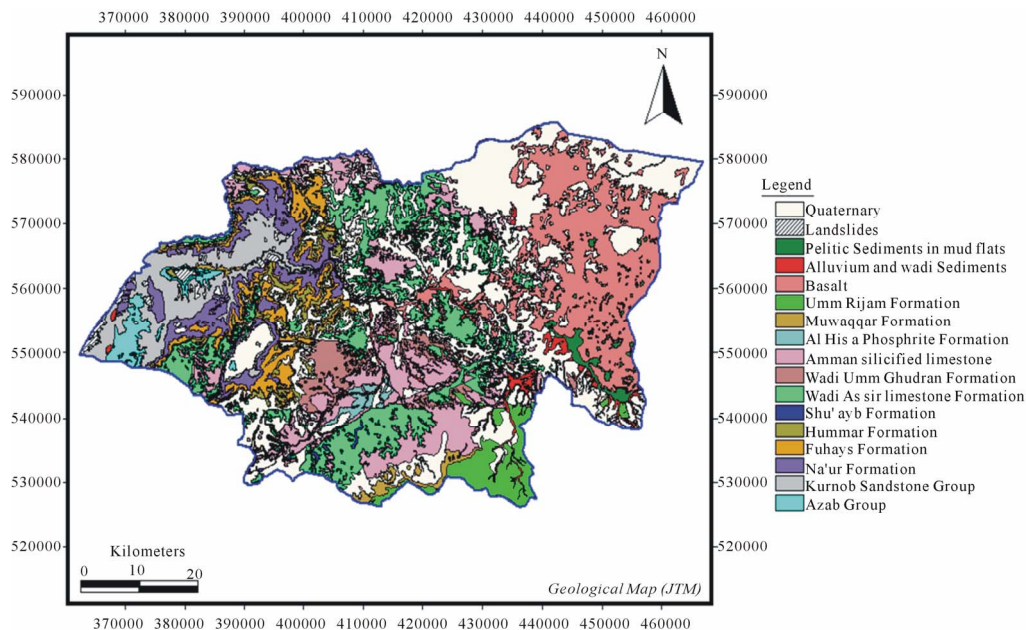 370000 380000 390000 400000 410000 420000 430000 440000 450000 460000
N
590000 590000
580000 580000
570000 570000
560000 560000
550000 550000
540000 540000
530000 530000
520000 520000
Legend
Quaternary
Landslides
Pelitic Sediments in mud flats
Alluvium and wadi Sediments
Basalt
Umm Rijam Formation
Muwaqqar Formation
Al His a Phosphrite Formation
Amman silicified limestone
Wadi Umm Ghudran Formation
Wadi As sir limestone Formation
Shu' ayb Formation
Hummar Formation
Fuhays Formation
Na'ur Formation
Kurnob Sandstone Group
Azab Group
Kilometers
0 10 20
Geological Map (JTM)
370000 380000 390000 400000 410000 420000 430000 440000 450000 460000